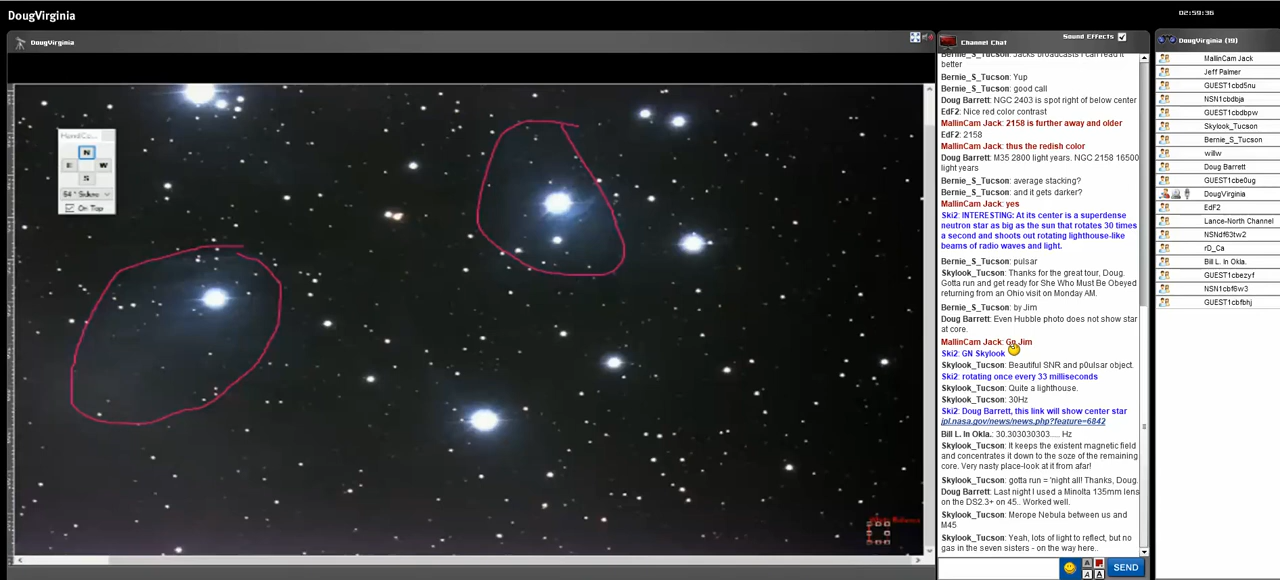 DougVirginia
02:59:36
DougVirginia
N
E
W
S
On Top
Channel Chat
Sound Effects
Bernie_S_Tucson: Jacks broadcasts I can read it
better
Bernie_S_Tucson: Yup
Bernie_S_Tucson: good call
Doug Barrett: NGC 2403 is spot right of below center
EdF2: Nice red color contrast
MallinCam Jack: 2158 is further away and older
EdF2: 2158
MallinCam Jack: thus the redish color
Doug Barrett: M35 2800 light years. NGC 2158 16500
light years
Bernie_S_Tucson: average stacking?
Bernie_S_Tucson: and it gets darker?
MallinCam Jack: yes
Ski2: INTERESTING: At its center is a superdense
neutron star as big as the sun that rotates 30 times
a second and shoots out rotating lighthouse-like
beams of radio waves and light.
Bernie_S_Tucson: pulsar
Skylook_Tucson: Thanks for the great tour, Doug.
Gotta run and get ready for She Who Must Be Obeyed
returning from an Ohio visit on Monday AM.
Bernie_S_Tucson: by Jim
Doug Barrett: Even Hubble photo does not show star
at core.
MallinCam Jack: Gn Jim
Ski2: GN Skylook
Skylook_Tucson: Beautiful SNR and p0ulsar object.
Ski2: rotating once every 33 milliseconds
Skylook_Tucson: Quite a lighthouse.
Skylook_Tucson: 30Hz
Ski2: Doug Barrett, this link will show center star
jpl.nasa.gov/news/news.php?feature=6842
Bill L. In Okla.: 30.303030303..... Hz
Skylook_Tucson: It keeps the existent magnetic field
and concentrates it down to the soze of the remaining
core. Very nasty place-look at it from afar!
Skylook_Tucson: gotta run = 'night all! Thanks, Doug.
Doug Barrett: Last night I used a Minolta 135mm lens
on the DS2.3+ on 45.. Worked well.
Skylook_Tucson: Merope Nebula between us and
M45
Skylook_Tucson: Yeah, lots of light to reflect, but no
gas in the seven sisters - on the way here..
A
A
A
SEND
DougVirginia (19)
MallinCam Jack
Jeff Palmer
GUEST1cbd5nu
NSN1cbdbja
GUEST1cbdbpw
Skylook_Tucson
Bernie_S_Tucson
willw
Doug Barrett
GUEST1cbe0ug
DougVirginia
EdF2
Lance-North Channel
NSNdf63tw2
rD_Ca
Bill L. In Okla.
GUEST1cbezyf
NSN1cbf6w3
GUEST1cbfbhj